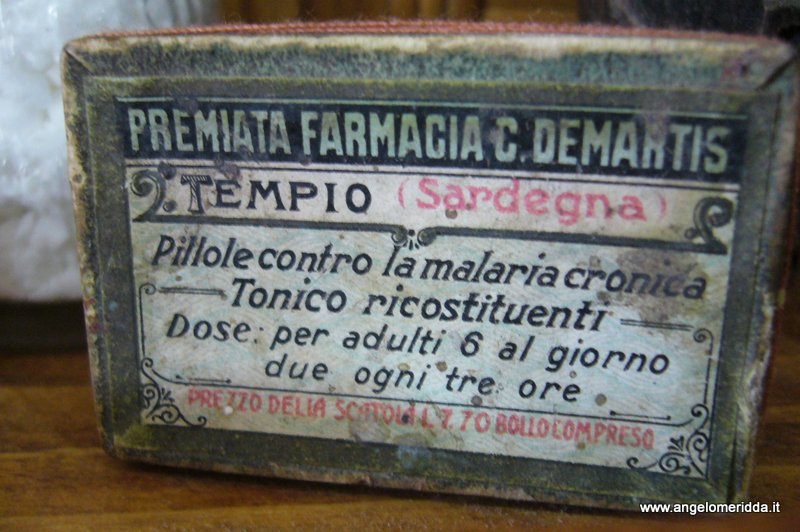 PREMIATA FARMACIA C. DEMARTIS
TEMPIO (Sardegna)
Pillole contro la malaria cronica
Tonico ricostituenti
Dose: per adulti 6 al giorno
due ogni tre ore
PREZZO DELLA SCATOLA L. 7.70 BOLLO COMPRESO
www.angelomeridda.it